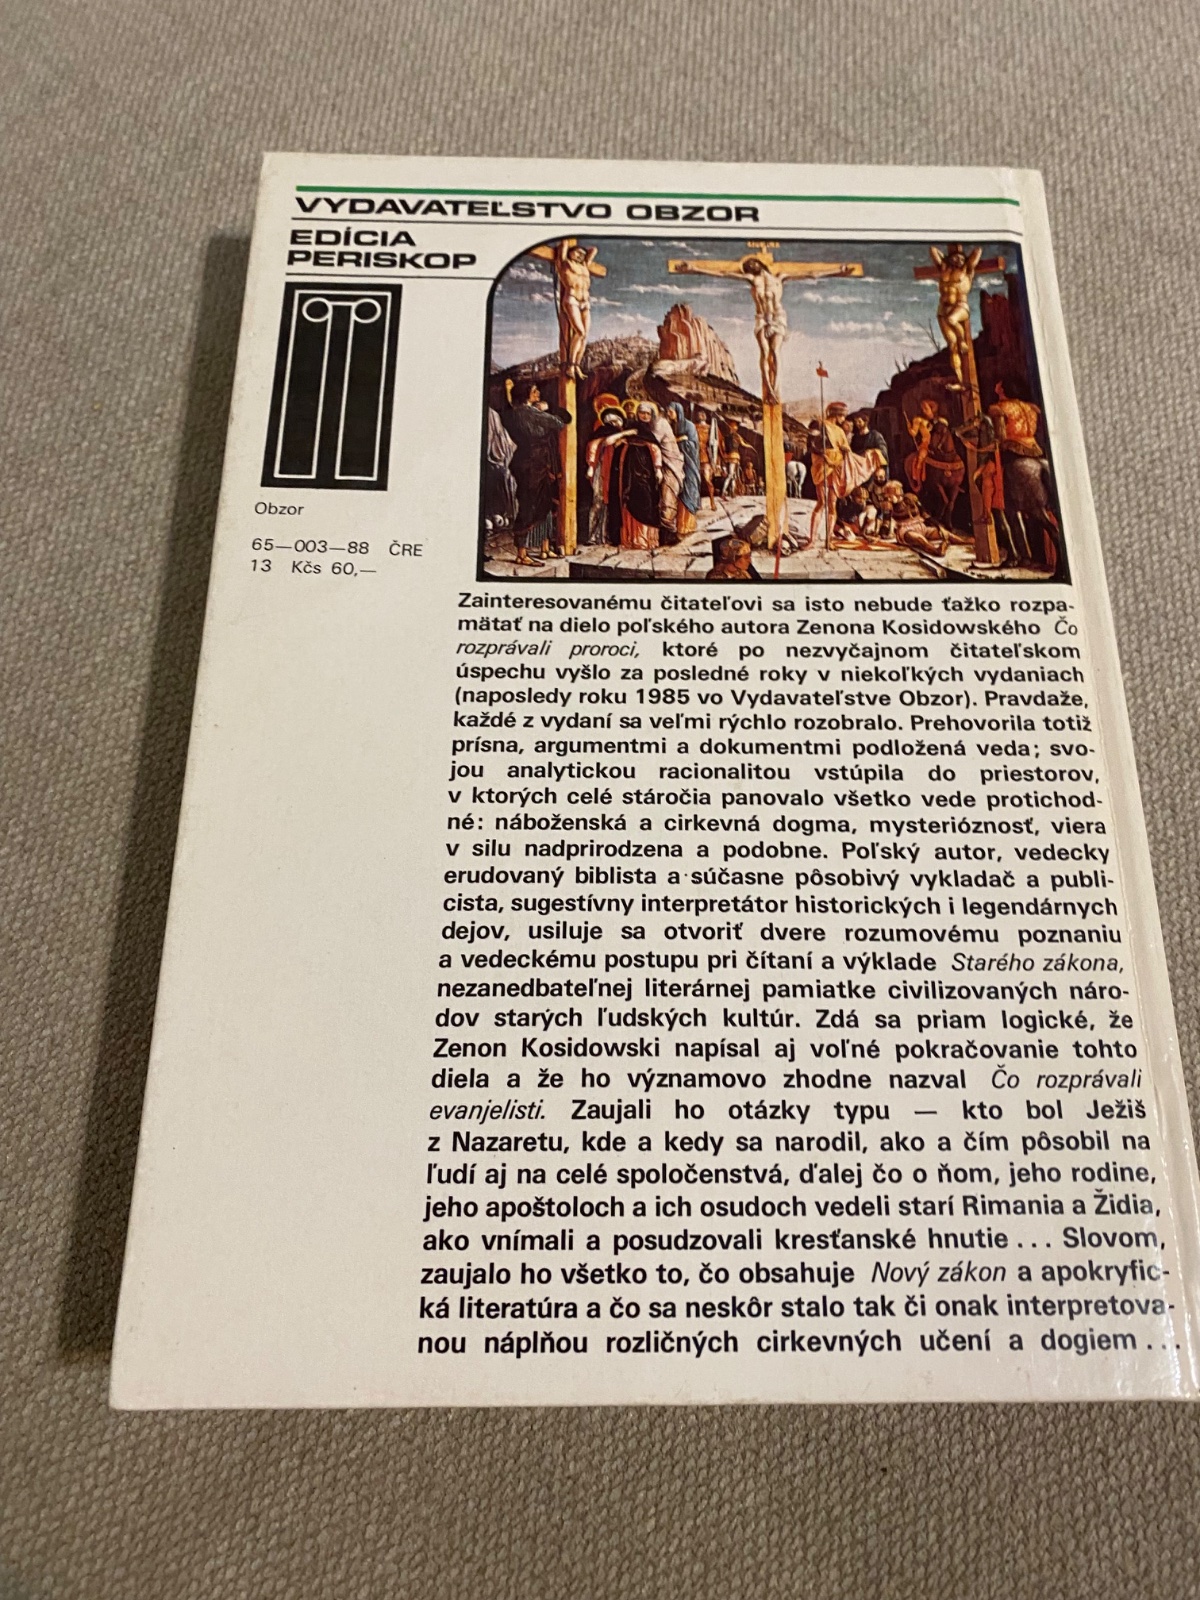 VYDAVATEĽSTVO OBZOR
EDÍCIA
PERISKOP
Obzor
65—003—88 ČRE
13 Kčs 60,—
Zainteresovanému čitateľovi sa isto nebude ťažko rozpa-
mätať na dielo poľského autora Zenona Kosidowského Čo
rozprávali proroci, ktoré po nezvyčajnom čitateľskom
úspechu vyšlo za posledné roky v niekoľkých vydaniach
(naposledy roku 1985 vo Vydavateľstve Obzor). Pravdaže,
každé z vydaní sa veľmi rýchlo rozobralo. Prehovorila totiž
prísna, argumentmi a dokumentmi podložená veda; svo-
jou analytickou racionalitou vstúpila do priestorov,
v ktorých celé stáročia panovalo všetko vede protichod-
né: náboženská a cirkevná dogma, mysterióznosť, viera
v silu nadprirodzena a podobne. Poľský autor, vedecky
erudovaný biblista a súčasne pôsobivý vykladač a publi-
cista, sugestívny interpretátor historických i legendárnych
dejov, usiluje sa otvoriť dvere rozumovému poznaniu
a vedeckému postupu pri čítaní a výklade Starého zákona,
nezanedbateľnej literárnej pamiatke civilizovaných náro-
dov starých ľudských kultúr. Zdá sa priam logické, že
Zenon Kosidowski napísal aj voľné pokračovanie tohto
diela a že ho významovo zhodne nazval Čo rozprávali
evanjelisti. Zaujali ho otázky typu — kto bol Ježiš
z Nazaretu, kde a kedy sa narodil, ako a čím pôsobil na
ľudí aj na celé spoločenstvá, ďalej čo o ňom, jeho rodine,
jeho apoštoloch a ich osudoch vedeli starí Rimania a Židia,
ako vnímali a posudzovali kresťanské hnutie... Slovom,
zaujalo ho všetko to, čo obsahuje Nový zákon a apokryfic-
ká literatúra a čo sa neskôr stalo tak či onak interpretova-
nou náplňou rozličných cirkevných učení a dogiem...